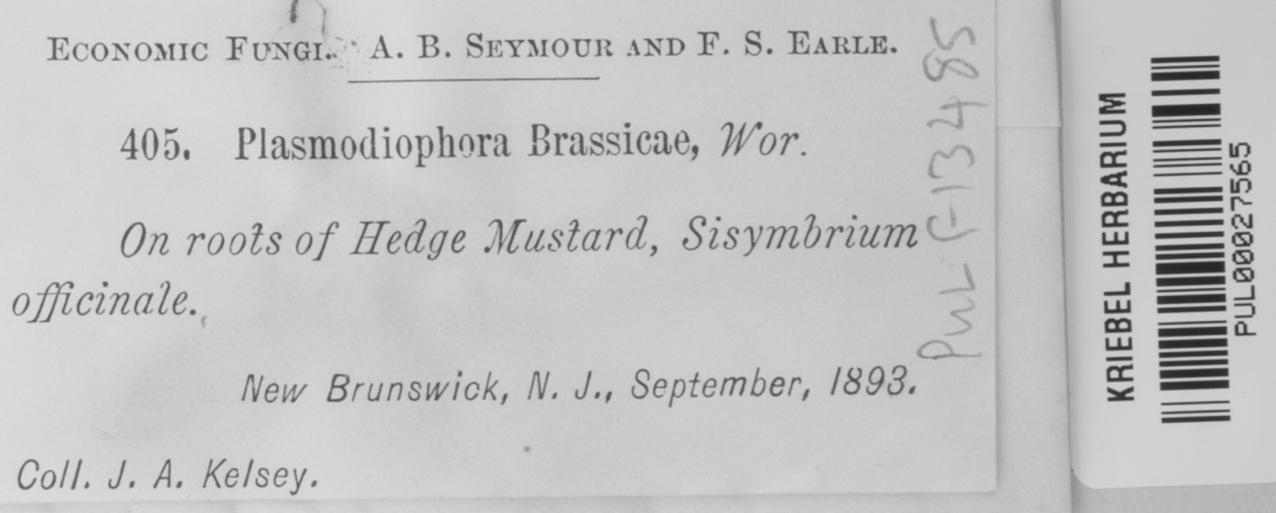 ECONOMIC FUNGI. A. B. SEYMOUR AND F. S. EARLE.
405. Plasmodiophora Brassicae, Wor.
On roots of Hedge Mustard, Sisymbrium
officinale.
New Brunswick, N. J., September, 1893.
Coll. J. A. Kelsey.
PUL F-13485
KRIEBEL HERBARIUM
PUL00027565